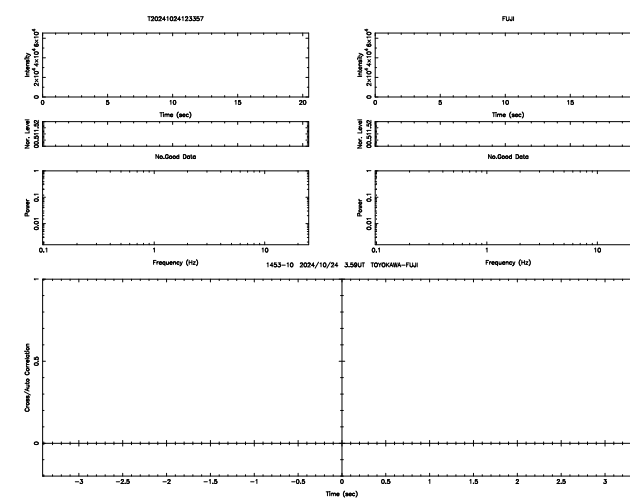 T20241024123357 FUJI
Intensity 2×10⁴ 4×10⁴ 6×10⁴ 0 Intensity 2×10⁴ 4×10⁴ 6×10⁴ 0
0 5 10 15 20 0 5 10 15
Time (sec) Time (sec)
Nor. Level 00.511.52 Nor. Level 00.511.52
No.Good Data No.Good Data
Power 1 0.1 0.01 Power 1 0.1 0.01
0.1 1 10 0.1 1 10
Frequency (Hz) Frequency (Hz)
1453-10 2024/10/24 3.59UT TOYOKAWA-FUJI
Cross/Auto Correlation 1 0.5 0
-3 -2.5 -2 -1.5 -1 -0.5 0 0.5 1 1.5 2 2.5 3
Time (sec)